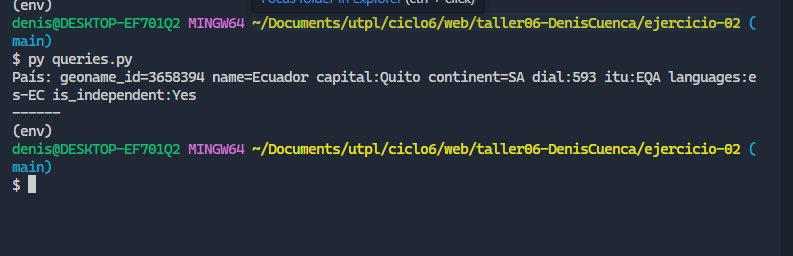 (env)
Focus folder in explorer (ctrl + click)
denis@DESKTOP-EF701Q2 MINGW64 ~/Documents/utpl/ciclo6/web/taller06-DenisCuenca/ejercicio-02 (
main)
$ py queries.py
País: geoname_id=3658394 name=Ecuador capital:Quito continent=SA dial:593 itu:EQA languages:e
s-EC is_independent:Yes
------
(env)
denis@DESKTOP-EF701Q2 MINGW64 ~/Documents/utpl/ciclo6/web/taller06-DenisCuenca/ejercicio-02 (
main)
$